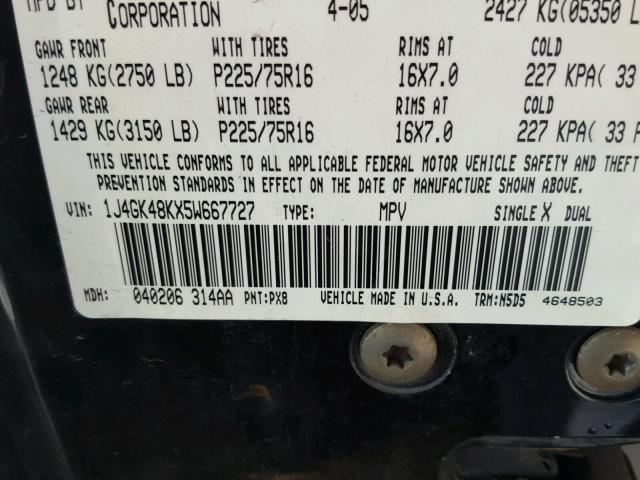 MFD BY CORPORATION 4-05 2427 KG(05350 L
GAWR FRONT WITH TIRES RIMS AT COLD
1248 KG(2750 LB) P225/75R16 16X7.0 227 KPA( 33
GAWR REAR WITH TIRES RIMS AT COLD
1429 KG(3150 LB) P225/75R16 16X7.0 227 KPA( 33 P
THIS VEHICLE CONFORMS TO ALL APPLICABLE FEDERAL MOTOR VEHICLE SAFETY AND THEFT
PREVENTION STANDARDS IN EFFECT ON THE DATE OF MANUFACTURE SHOWN ABOVE.
VIN: 1J4GK48KX5W667727 TYPE: MPV SINGLE X DUAL
MDH: 040206 314AA PNT:PX8 VEHICLE MADE IN U.S.A. TRM:N5D5 4648503